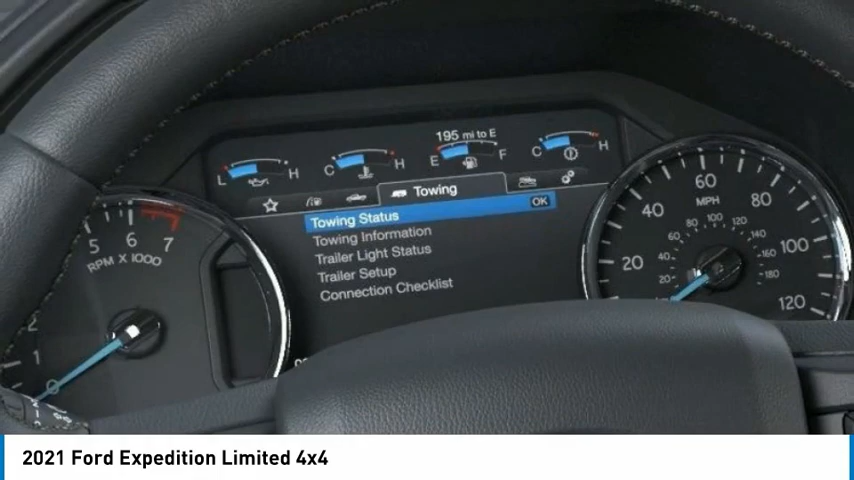 195 mi to E
L H C H E F C H
Towing
OK
Towing Status
Towing Information
Trailer Light Status
Trailer Setup
Connection Checklist
1 2 5 6 7
RPM X 1000
20 40 60 80 100 120
MPH
20 40 60 80 100 120 140 160 180
2021 Ford Expedition Limited 4x4